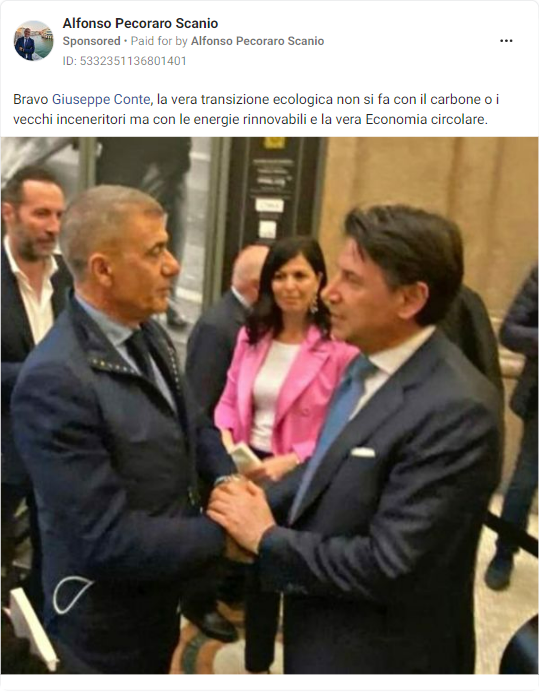 Alfonso Pecoraro Scanio
Sponsored • Paid for by Alfonso Pecoraro Scanio
ID: 5332351136801401
Bravo Giuseppe Conte, la vera transizione ecologica non si fa con il carbone o i
vecchi inceneritori ma con le energie rinnovabili e la vera Economia circolare.